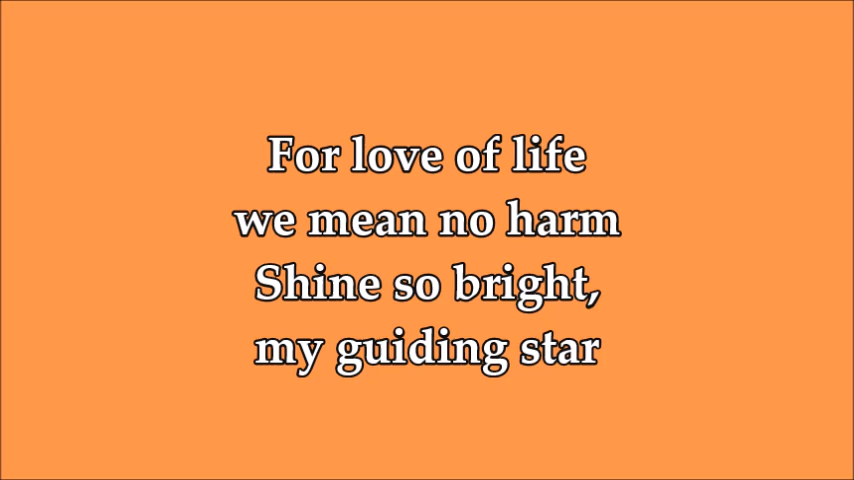 For love of life
we mean no harm
Shine so bright,
my guiding star